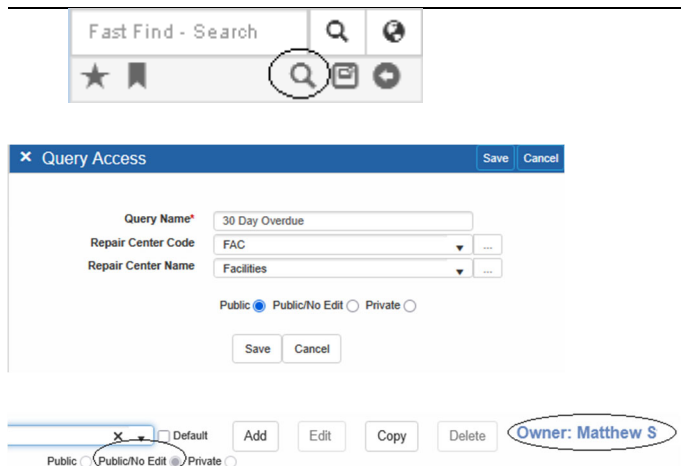 Fast Find - Search
Query Access Save Cancel
Query Name* 30 Day Overdue
Repair Center Code FAC ...
Repair Center Name Facilities ...
Public Public/No Edit Private
Save Cancel
Default Add Edit Copy Delete Owner: Matthew S
Public Public/No Edit Private